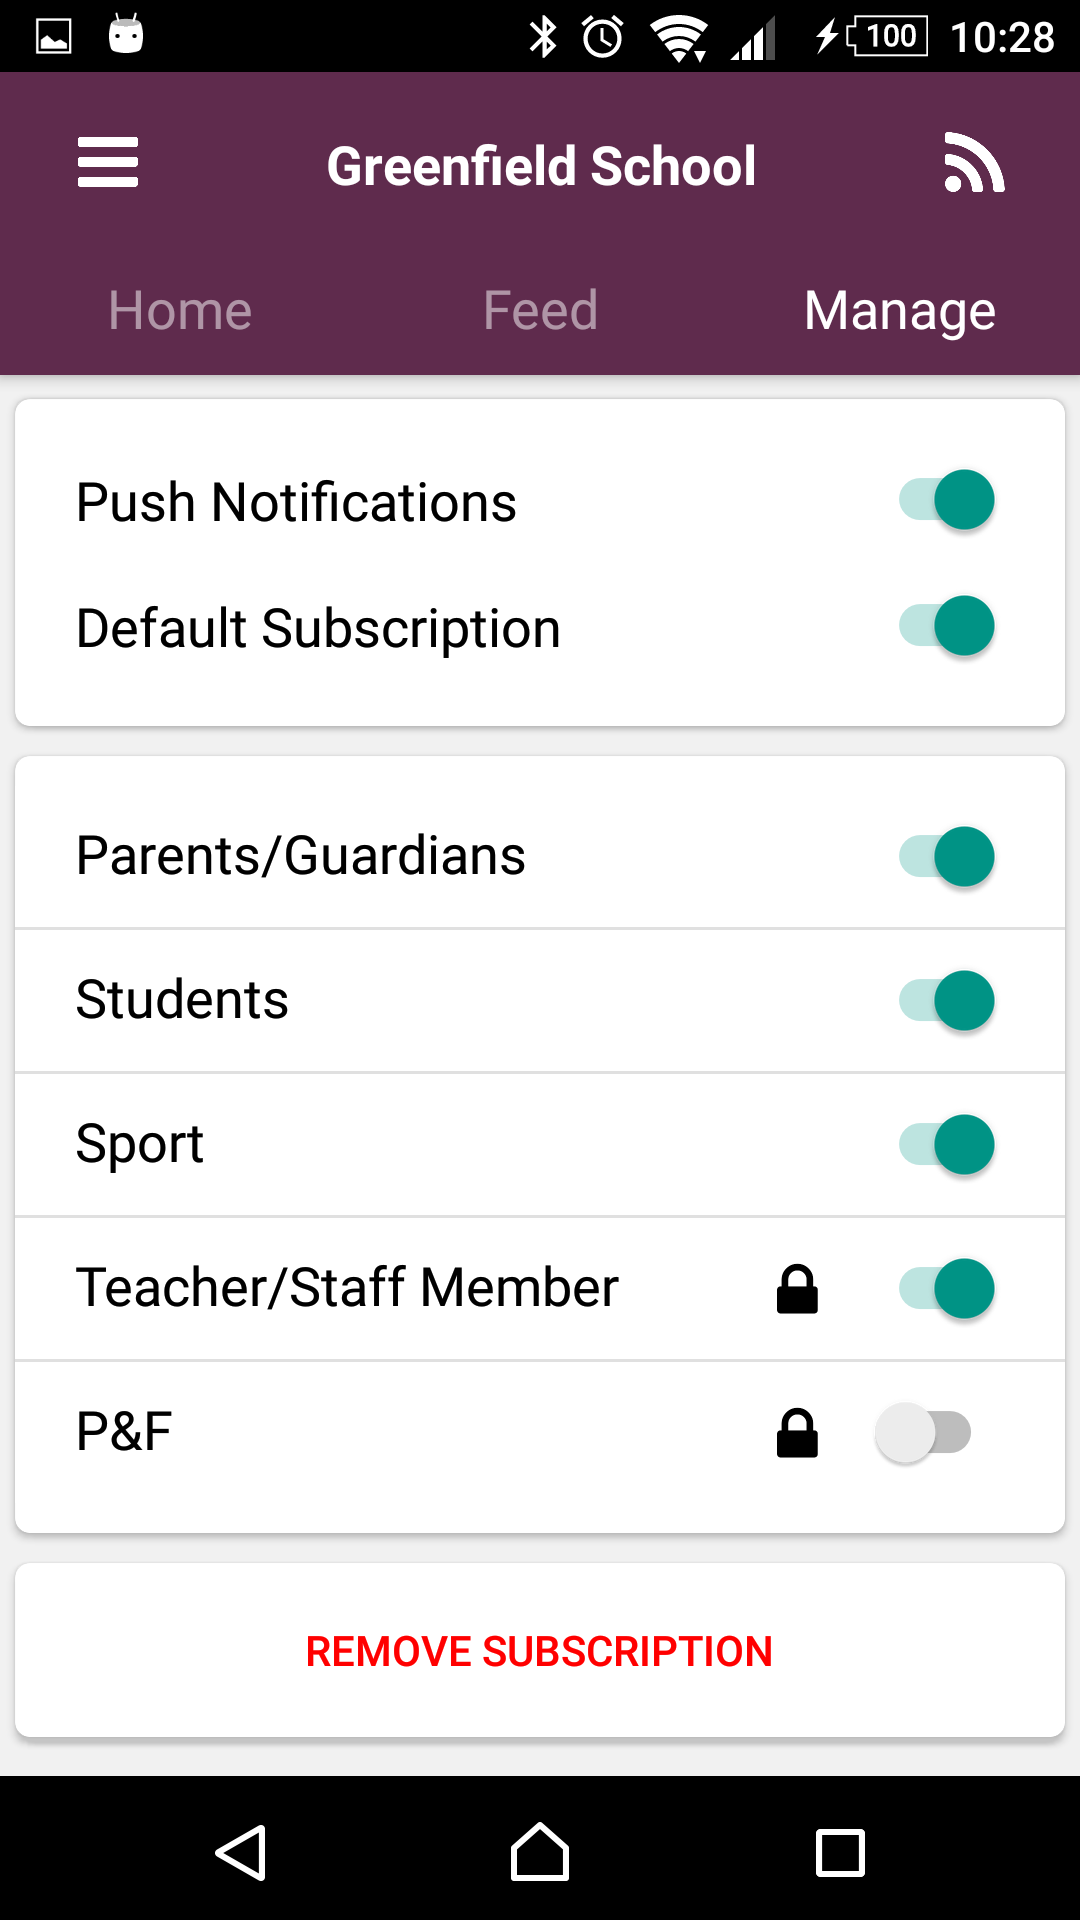 100 10:28
Greenfield School
Home Feed Manage
Push Notifications
Default Subscription
Parents/Guardians
Students
Sport
Teacher/Staff Member
P&F
REMOVE SUBSCRIPTION